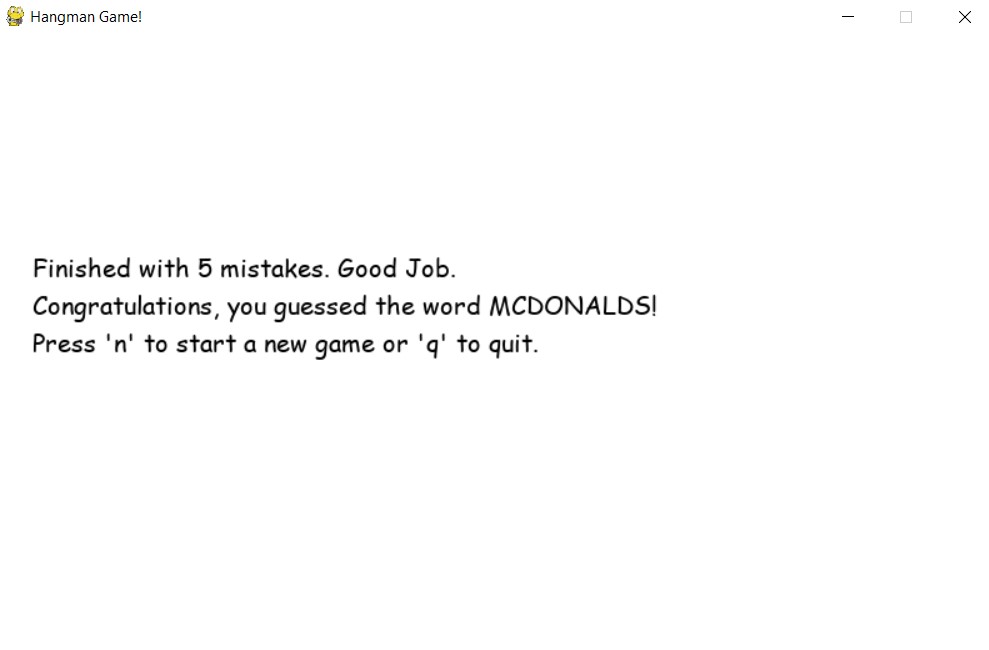 Hangman Game!
Finished with 5 mistakes. Good Job.
Congratulations, you guessed the word MCDONALDS!
Press 'n' to start a new game or 'q' to quit.